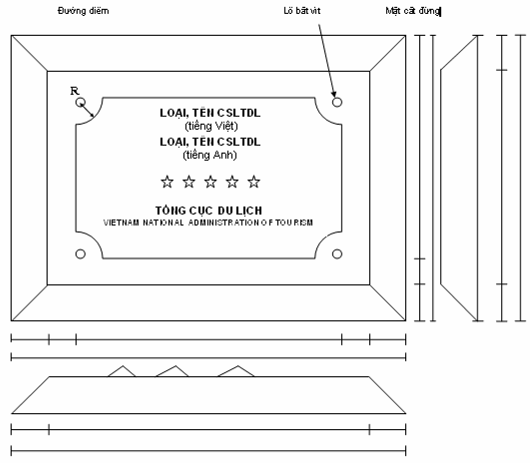 Đường diềm
Lỗ bắt vít
Mặt cắt đứng
R
LOẠI, TÊN CSLTDL
(tiếng Việt)
LOẠI, TÊN CSLTDL
(tiếng Anh)
TỔNG CỤC DU LỊCH
VIETNAM NATIONAL ADMINISTRATION OF TOURISM